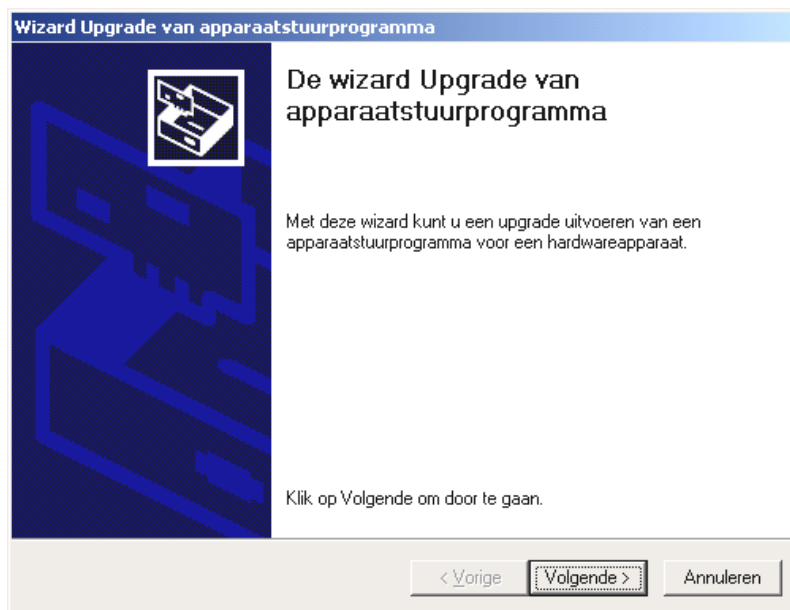 Wizard Upgrade van apparaatstuurprogramma
De wizard Upgrade van
apparaatstuurprogramma
Met deze wizard kunt u een upgrade uitvoeren van een
apparaatstuurprogramma voor een hardwareapparaat.
Klik op Volgende om door te gaan.
< Vorige
Volgende >
Annuleren